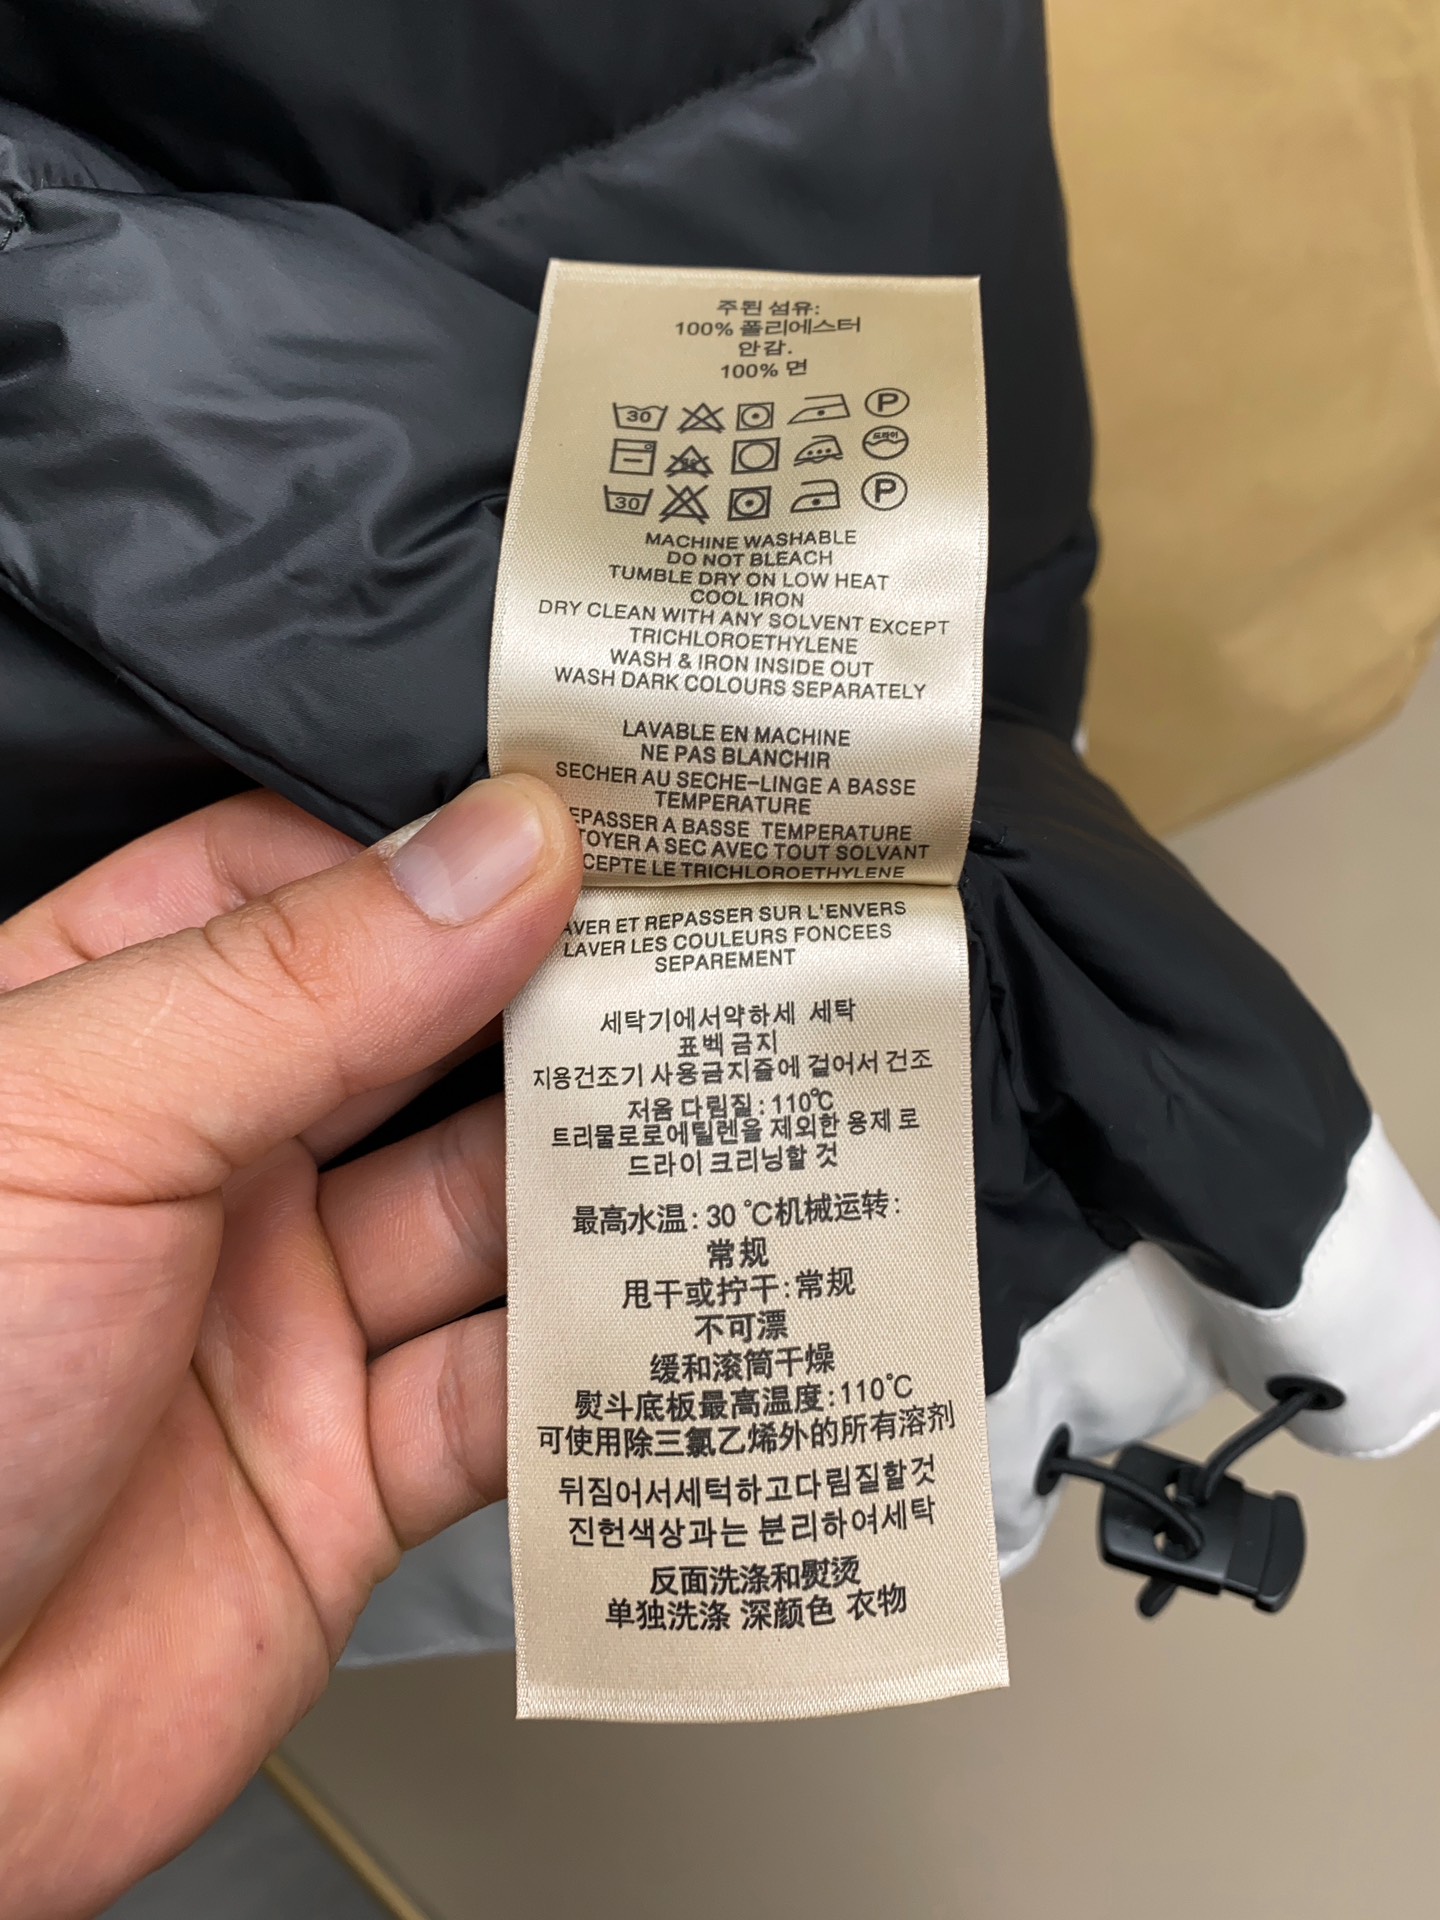 주된 섬유:
100% 폴리에스터
안감.
100% 면
30 P
드라이
30 P
MACHINE WASHABLE
DO NOT BLEACH
TUMBLE DRY ON LOW HEAT
COOL IRON
DRY CLEAN WITH ANY SOLVENT EXCEPT
TRICHLOROETHYLENE
WASH & IRON INSIDE OUT
WASH DARK COLOURS SEPARATELY
LAVABLE EN MACHINE
NE PAS BLANCHIR
SECHER AU SECHE-LINGE A BASSE
TEMPERATURE
EPASSER A BASSE TEMPERATURE
TOYER A SEC AVEC TOUT SOLVANT
CEPTE LE TRICHLOROETHYLENE
AVER ET REPASSER SUR L'ENVERS
LAVER LES COULEURS FONCEES
SEPAREMENT
세탁기에서약하세 세탁
표벡 금지
지용건조기 사용금지줄에 걸어서 건조
저움 다림질: 110℃
트리물로로에틸렌을 제외한 용제 로
드라이 크리닝할 것
最高水温: 30 ℃机械运转:
常规
甩干或拧干: 常规
不可漂
缓和滚筒干燥
熨斗底板最高温度: 110℃
可使用除三氯乙烯外的所有溶剂
뒤짐어서세턱하고다림질할것
진헌색상과는 분리하여세탁
反面洗涤和熨烫
单独洗涤 深颜色 衣物